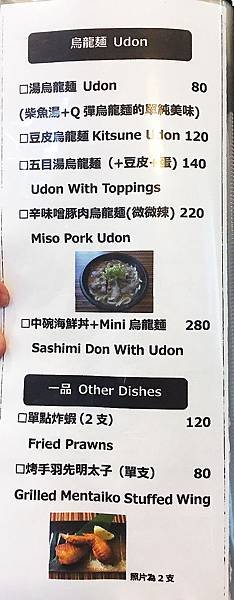 烏龍麵 Udon
□湯烏龍麵 Udon 80
(柴魚湯+Q 彈烏龍麵的單純美味)
□豆皮烏龍麵 Kitsune Udon 120
□五目湯烏龍麵（+豆皮+蛋) 140
Udon With Toppings
□辛味噌豚肉烏龍麵(微微辣) 220
Miso Pork Udon
□中碗海鮮丼+Mini 烏龍麵 280
Sashimi Don With Udon
一品 Other Dishes
□單點炸蝦 (2 支) 120
Fried Prawns
□烤手羽先明太子（單支） 80
Grilled Mentaiko Stuffed Wing
照片為 2 支